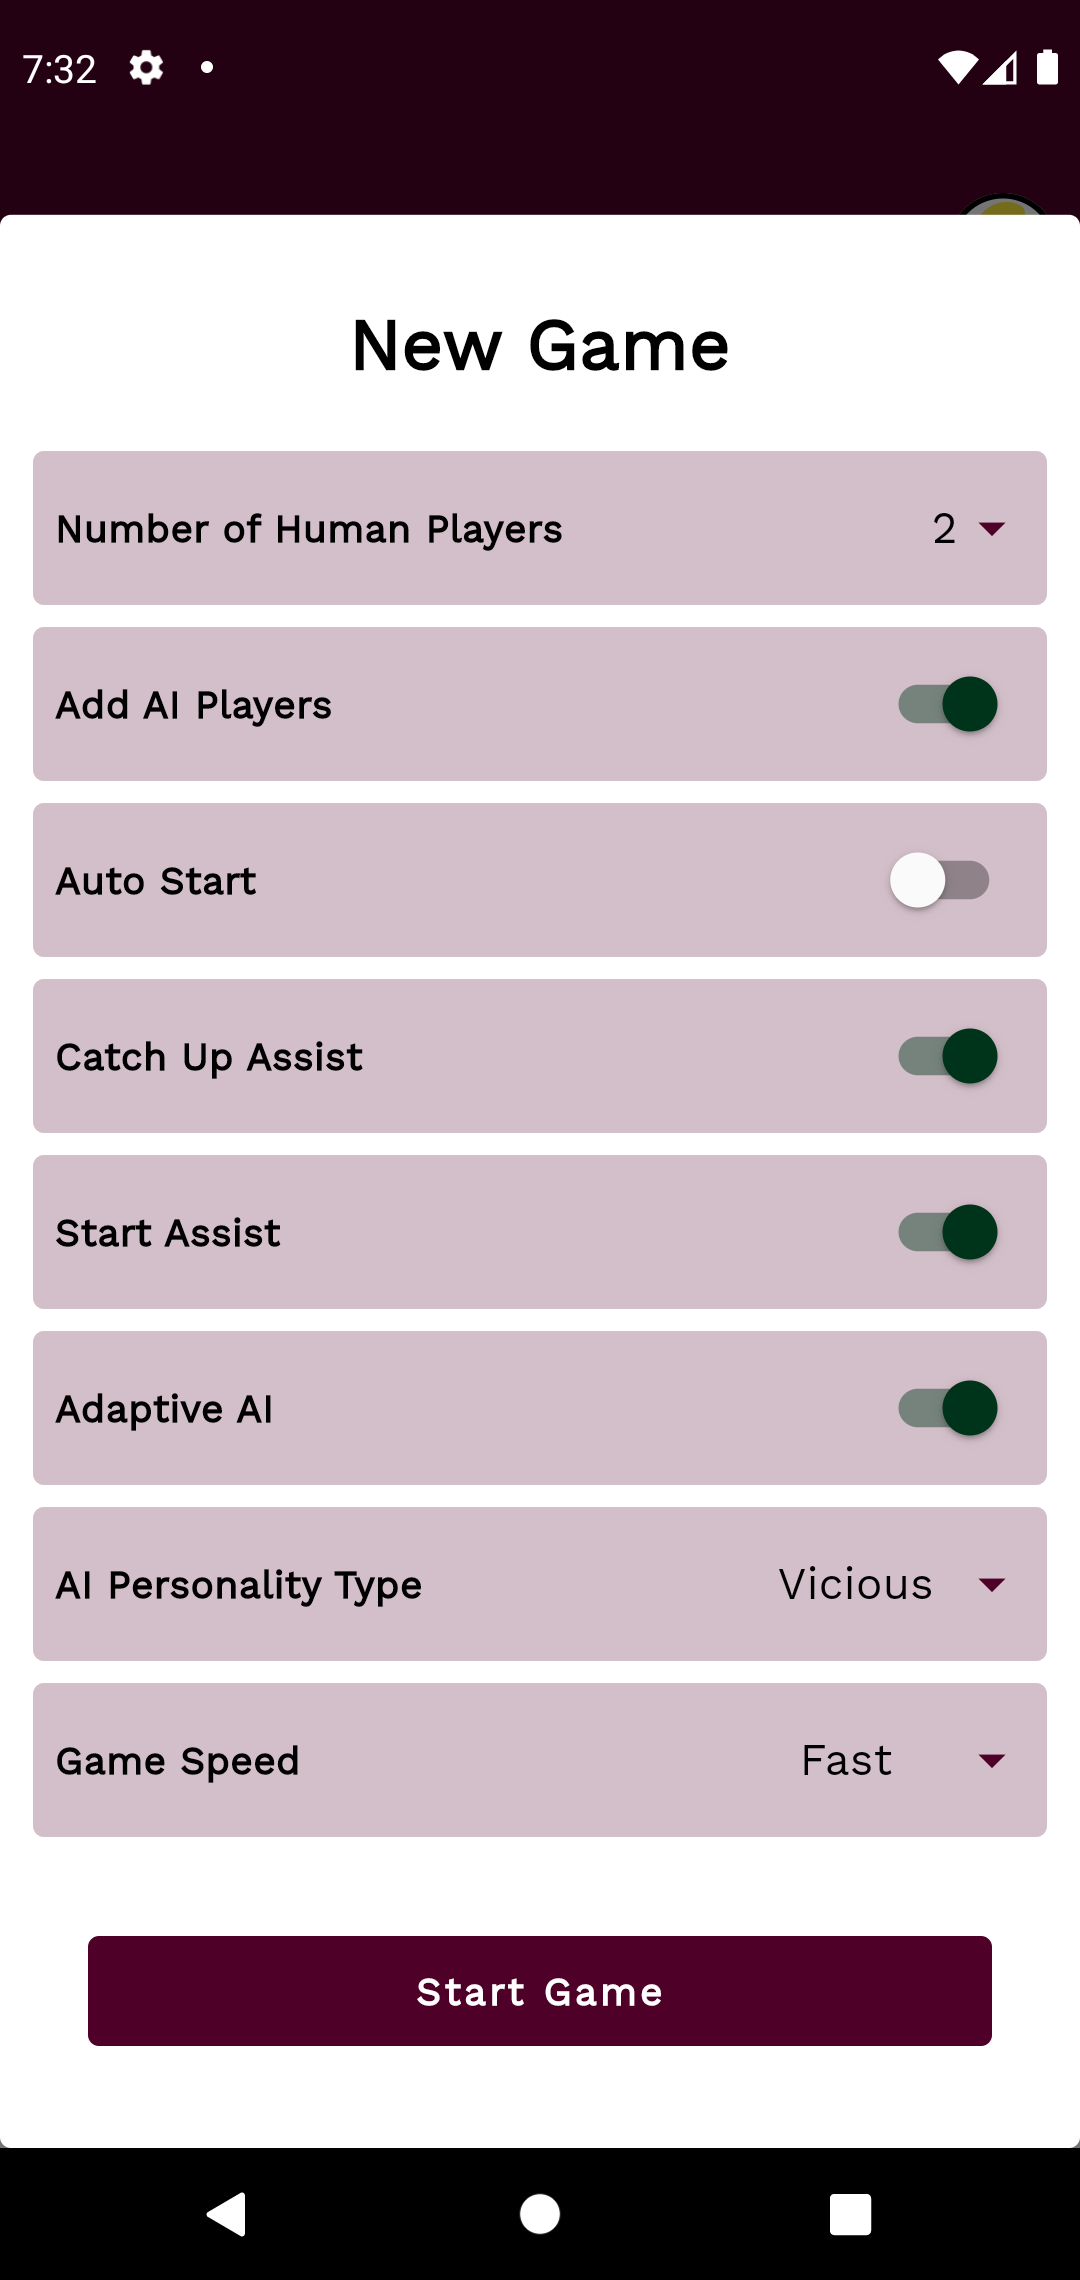 7:32
New Game
Number of Human Players 2
Add AI Players
Auto Start
Catch Up Assist
Start Assist
Adaptive AI
AI Personality Type Vicious
Game Speed Fast
Start Game